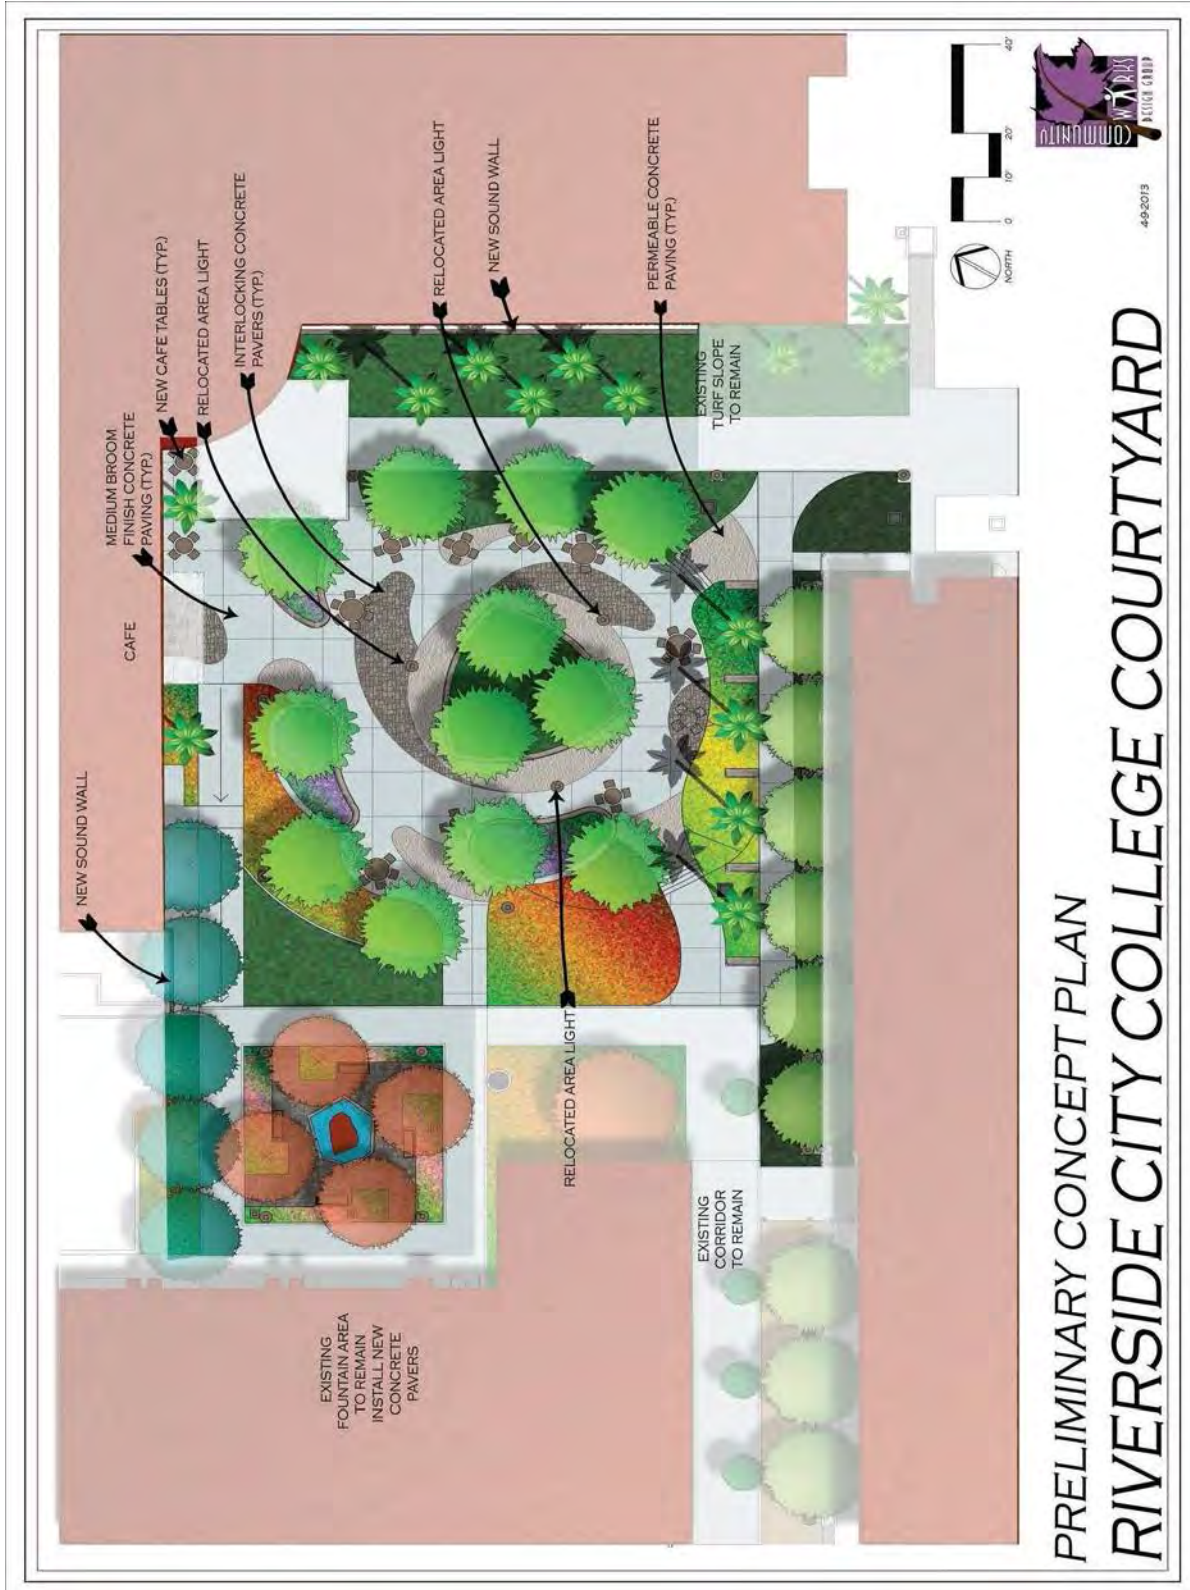 NEW SOUND WALL
CAFE
MEDIUM BROOM
FINISH CONCRETE
PAVING (TYP.)
NEW CAFE TABLES (TYP.)
RELOCATED AREA LIGHT
INTERLOCKING CONCRETE
PAVERS (TYP.)
RELOCATED AREA LIGHT
NEW SOUND WALL
PERMEABLE CONCRETE
PAVING (TYP.)
EXISTING
TURF SLOPE
TO REMAIN
EXISTING
FOUNTAIN AREA
TO REMAIN
INSTALL NEW
CONCRETE
PAVERS
RELOCATED AREA LIGHT
EXISTING
CORRIDOR
TO REMAIN
NORTH
0 10' 20' 40'
COMMUNITY
WORKS
DESIGN GROUP
4-9-2013
PRELIMINARY CONCEPT PLAN
RIVERSIDE CITY COLLEGE COURTYARD